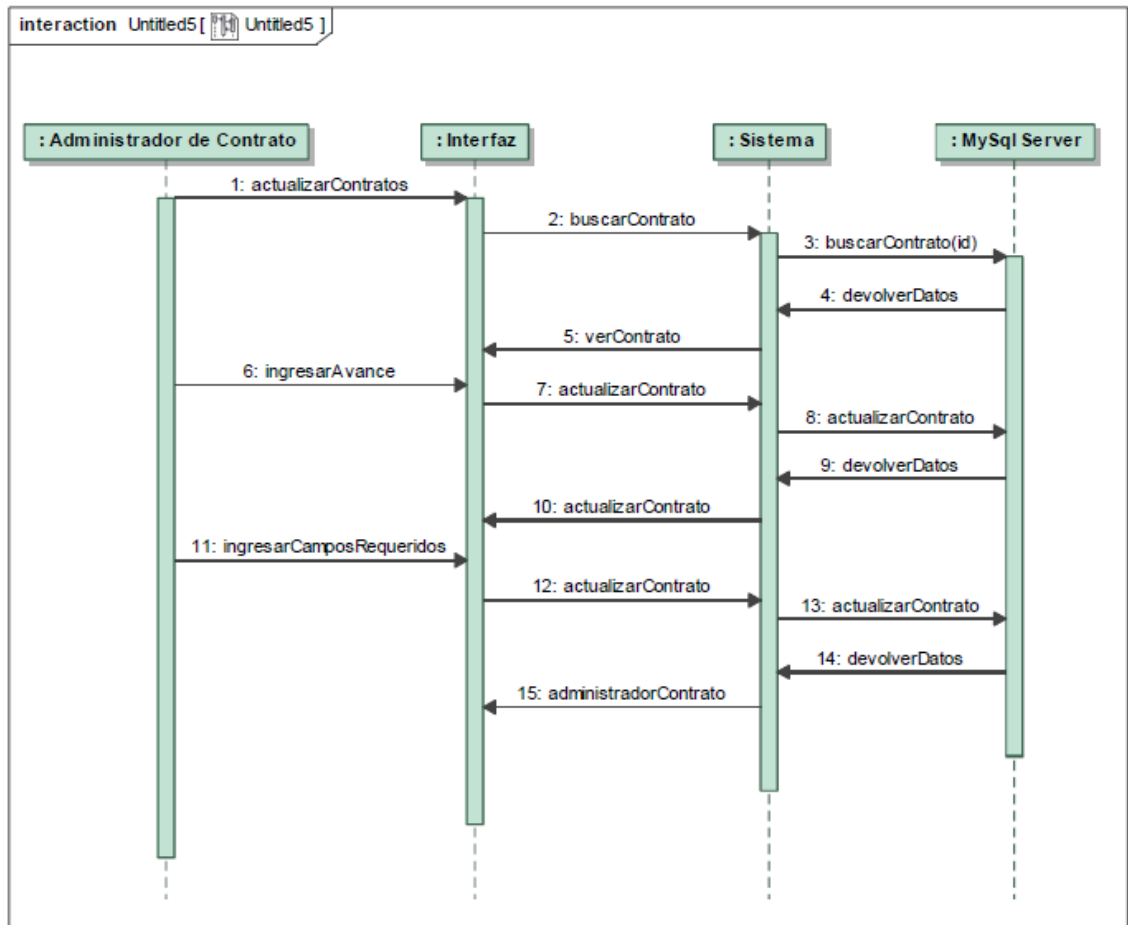 interaction Untitled5 [ Untitled5 ]
: Administrador de Contrato
: Interfaz
: Sistema
: MySql Server
1: actualizarContratos
2: buscarContrato
3: buscarContrato(id)
4: devolverDatos
5: verContrato
6: ingresarAvance
7: actualizarContrato
8: actualizarContrato
9: devolverDatos
10: actualizarContrato
11: ingresarCamposRequeridos
12: actualizarContrato
13: actualizarContrato
14: devolverDatos
15: administradorContrato